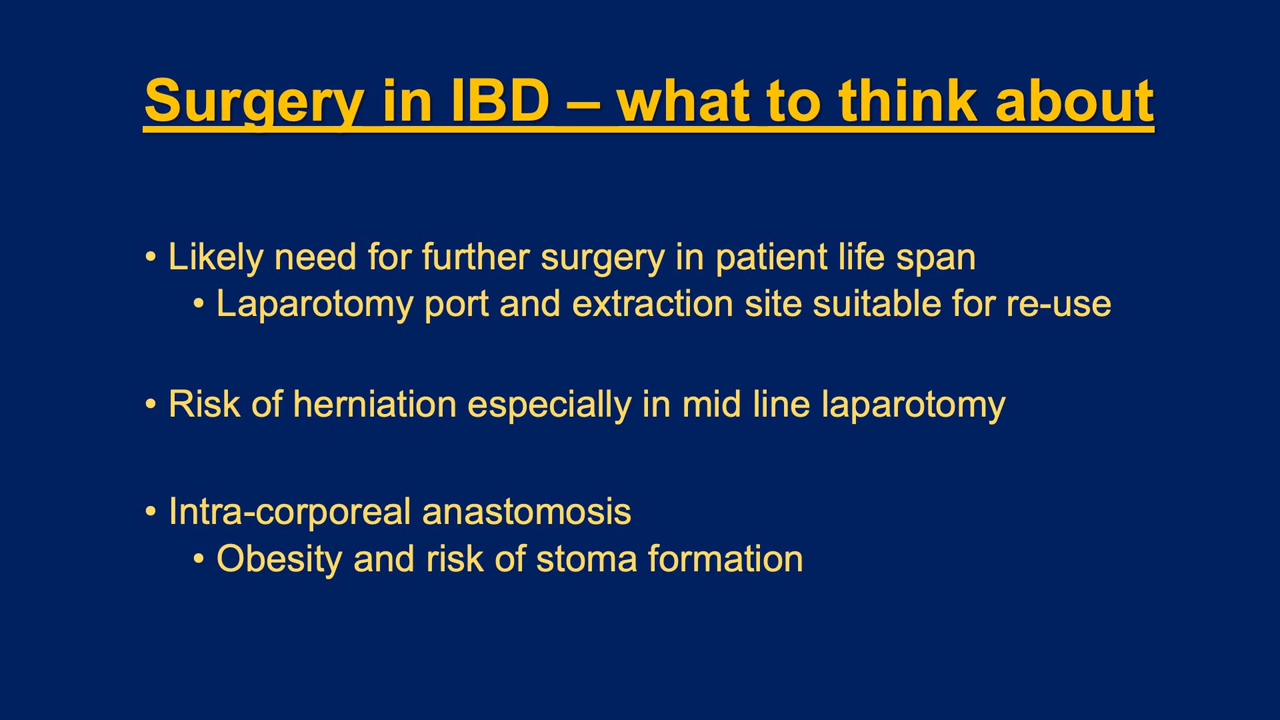 Surgery in IBD – what to think about
• Likely need for further surgery in patient life span
• Laparotomy port and extraction site suitable for re-use
• Risk of herniation especially in mid line laparotomy
• Intra-corporeal anastomosis
• Obesity and risk of stoma formation